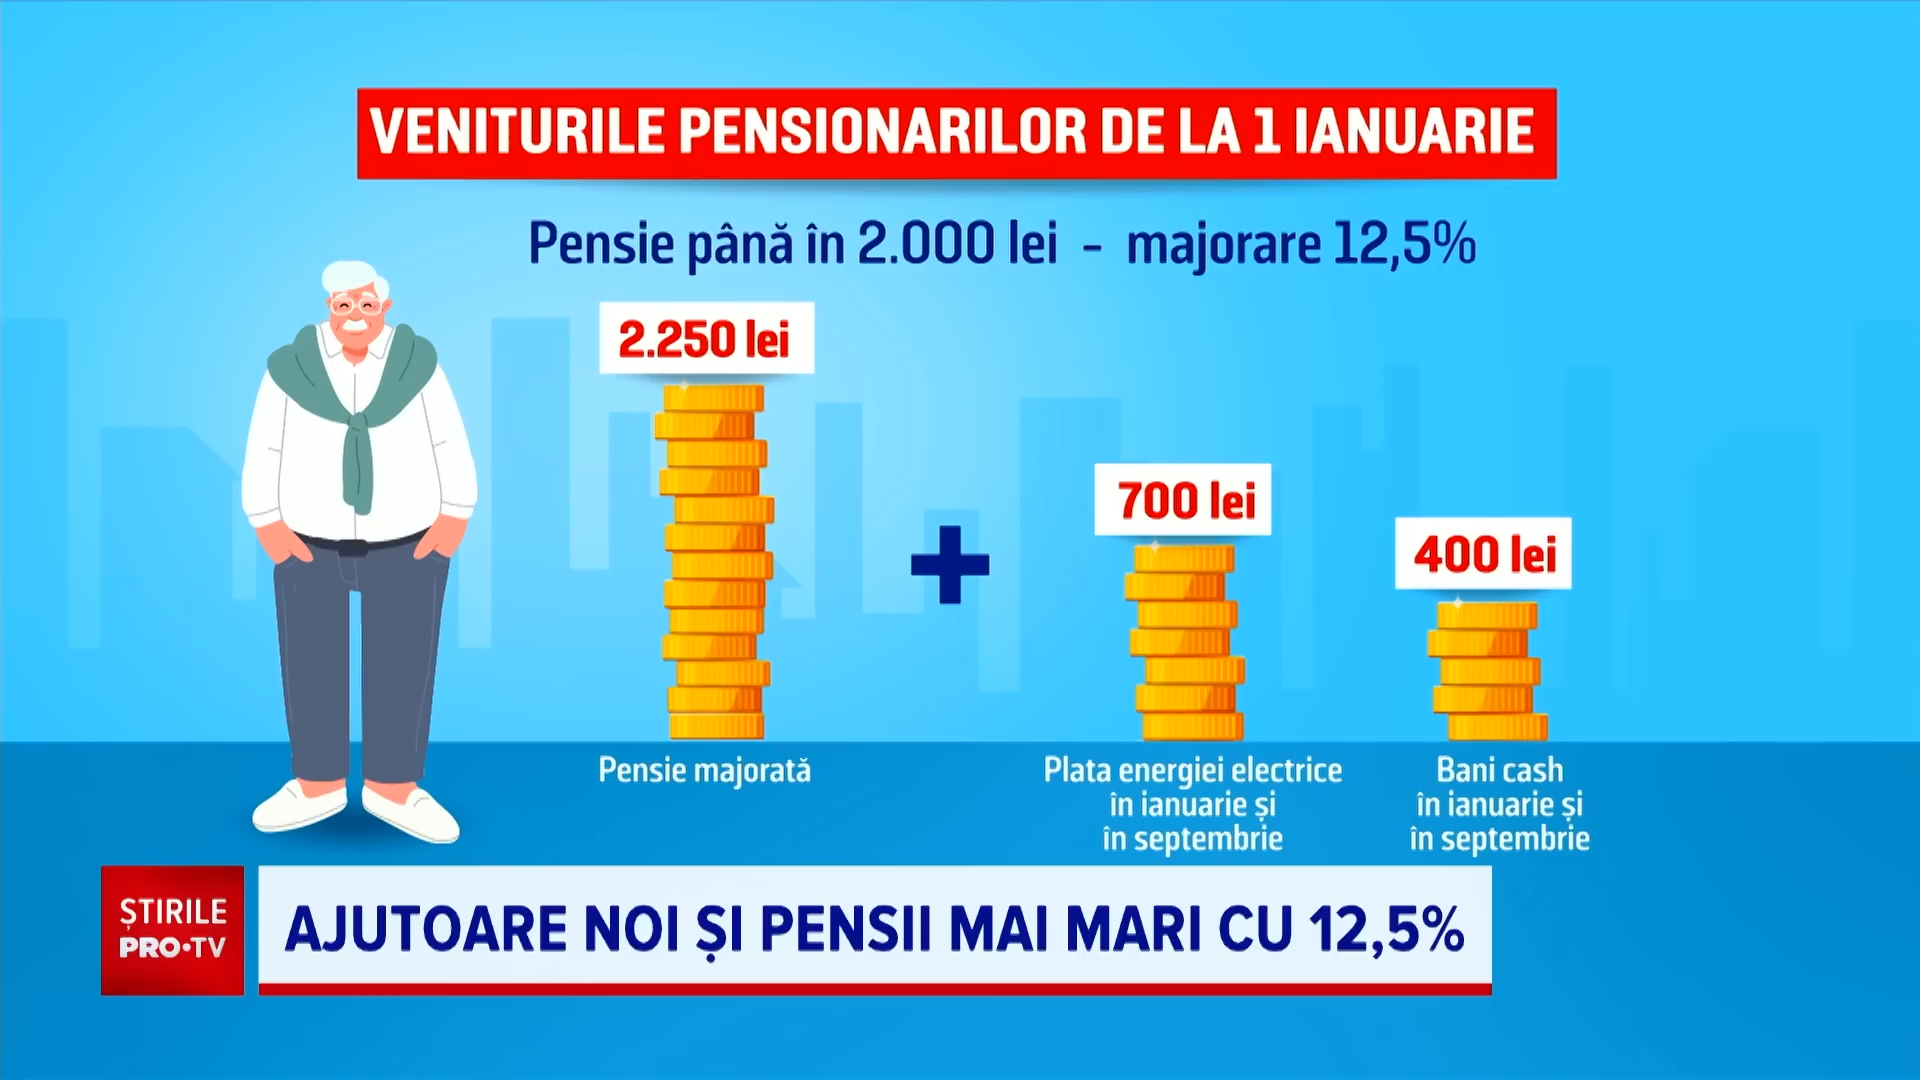 VENITURILE PENSIONARILOR DE LA 1 IANUARIE
Pensie până în 2.000 lei - majorare 12,5%
2.250 lei
700 lei
400 lei
Pensie majorată
Plata energiei electrice
în ianuarie și
în septembrie
Bani cash
în ianuarie și
în septembrie
ȘTIRILE
PRO•TV
AJUTOARE NOI ȘI PENSII MAI MARI CU 12,5%